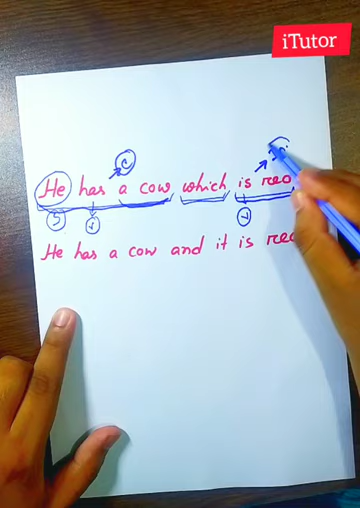 iTutor
C
He has a cow which is red
S V V
He has a cow and it is red